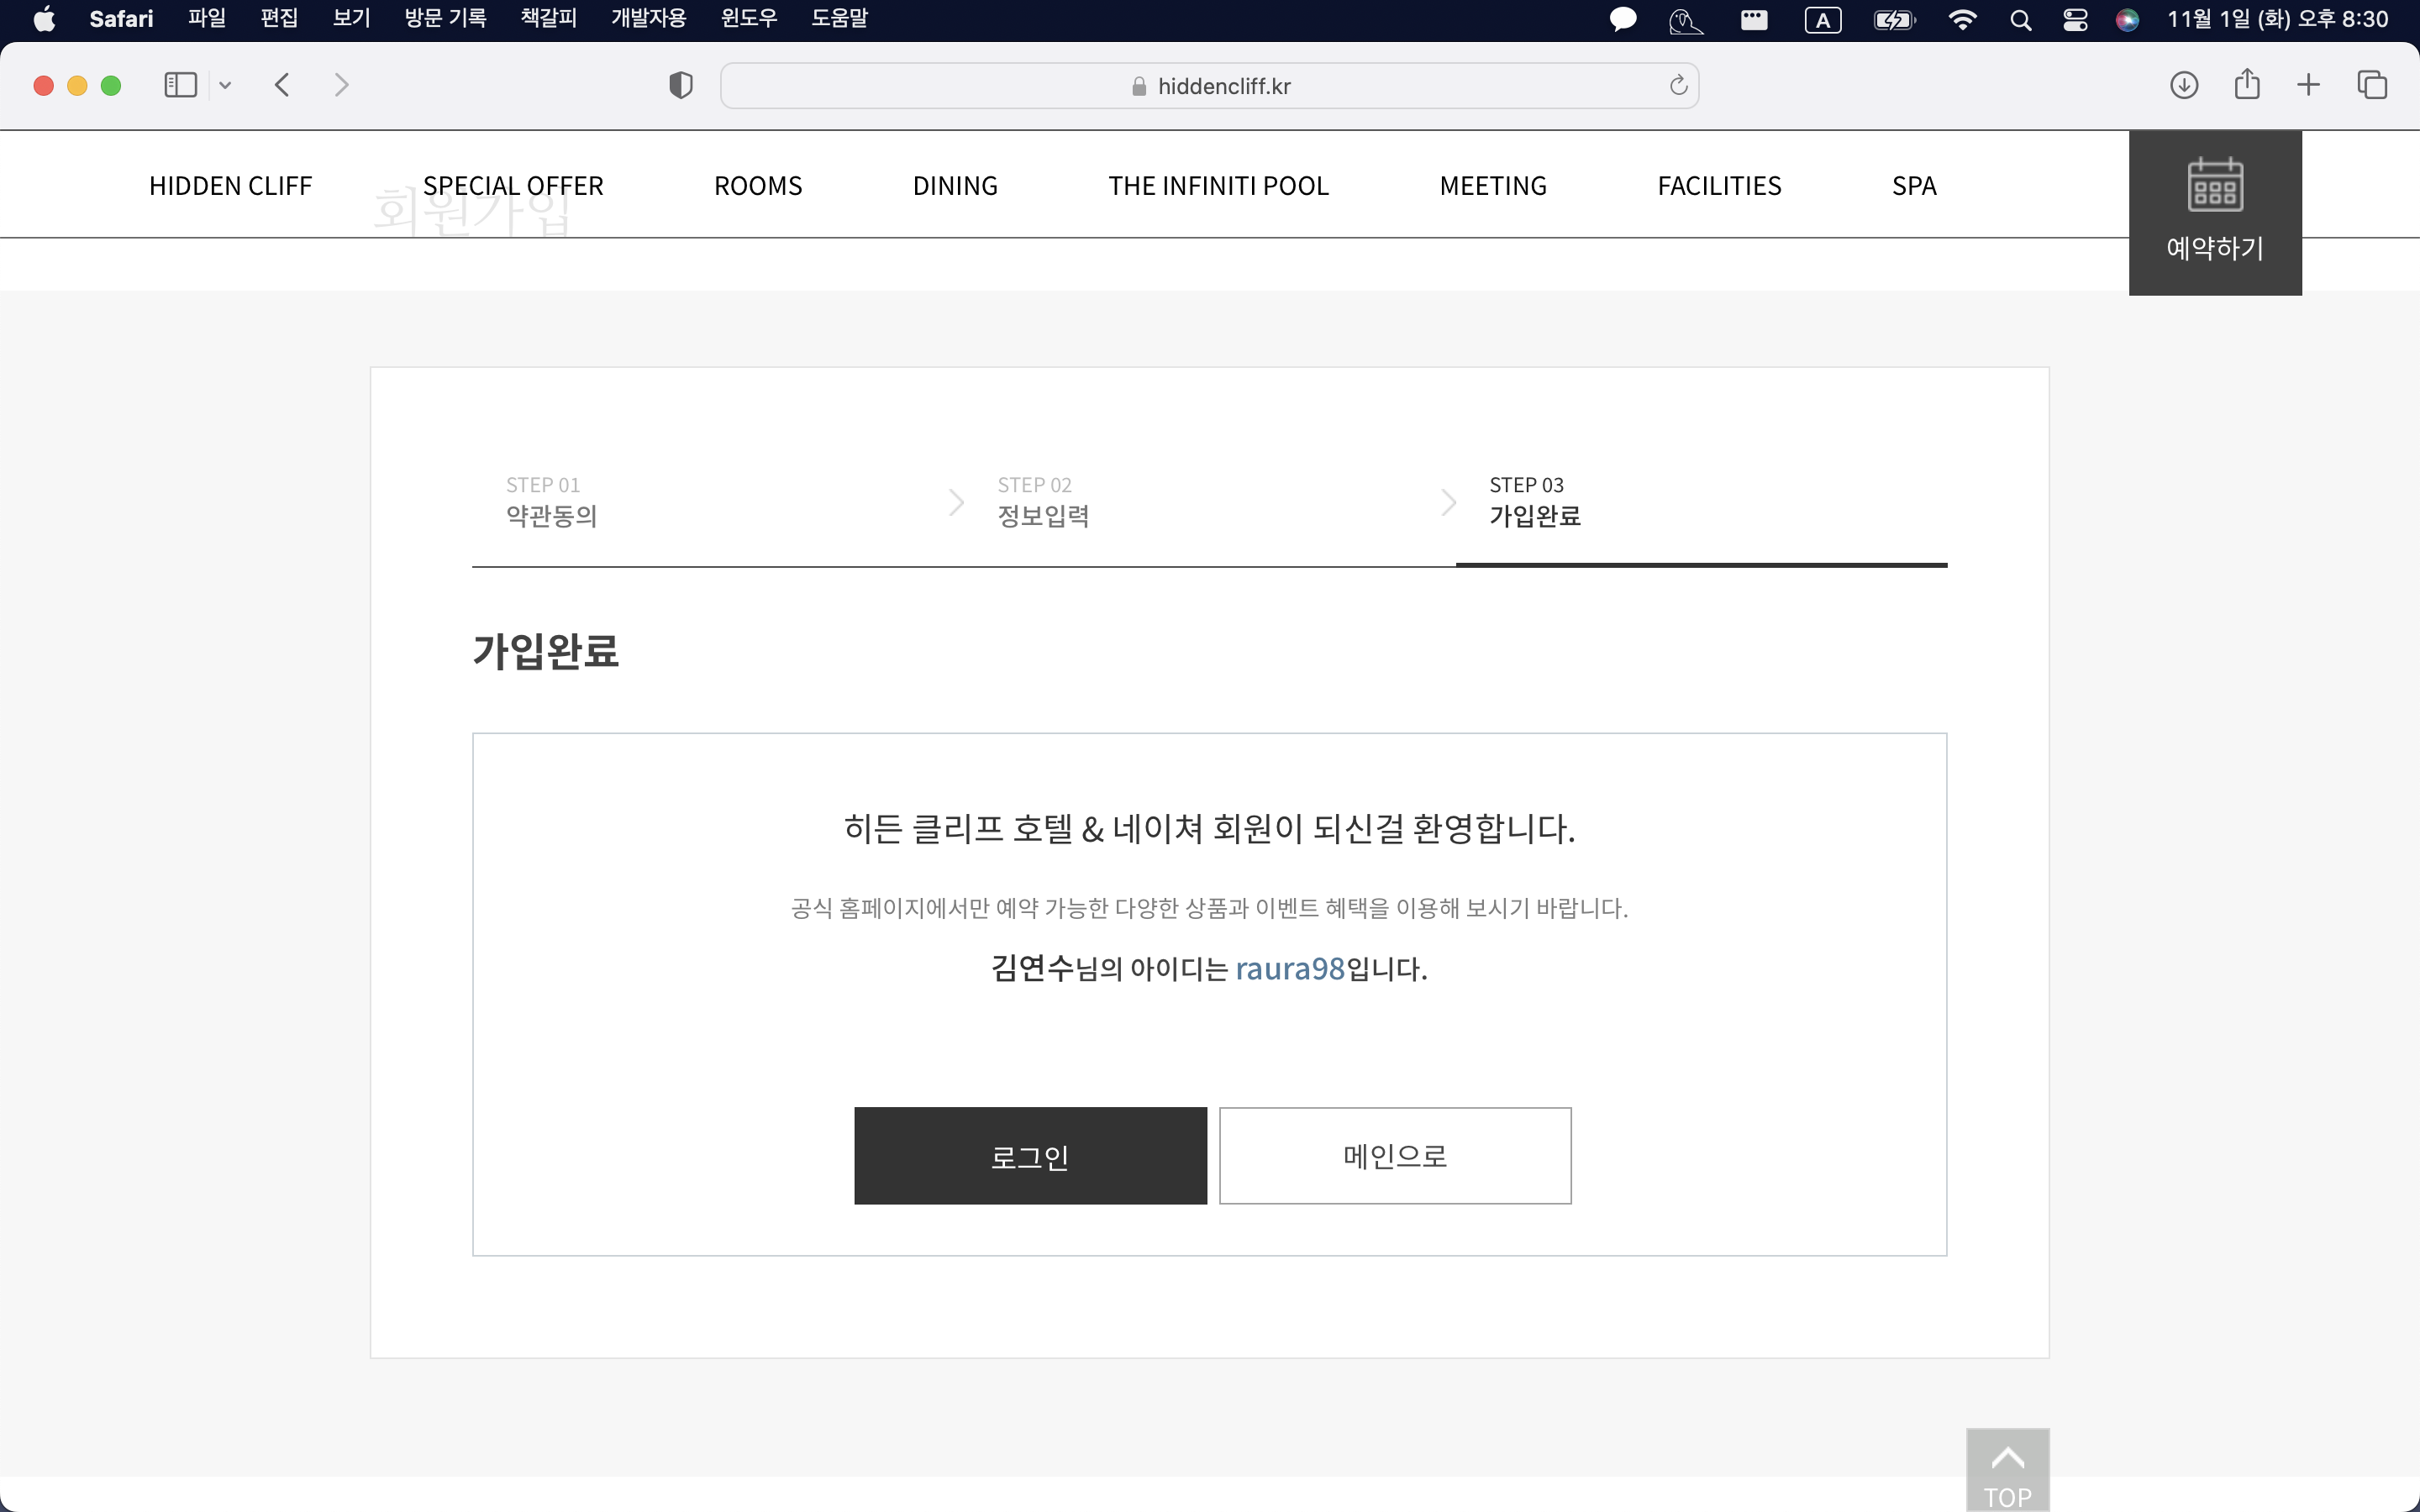 Safari 파일 편집 보기 방문 기록 책갈피 개발자용 윈도우 도움말 A 11월 1일 (화) 오후 8:30
hiddencliff.kr
HIDDEN CLIFF SPECIAL OFFER ROOMS DINING THE INFINITI POOL MEETING FACILITIES SPA
회원가입
예약하기
STEP 01 STEP 02 STEP 03
약관동의 정보입력 가입완료
가입완료
히든 클리프 호텔 & 네이쳐 회원이 되신걸 환영합니다.
공식 홈페이지에서만 예약 가능한 다양한 상품과 이벤트 혜택을 이용해 보시기 바랍니다.
김연수님의 아이디는 raura98입니다.
로그인 메인으로
TOP